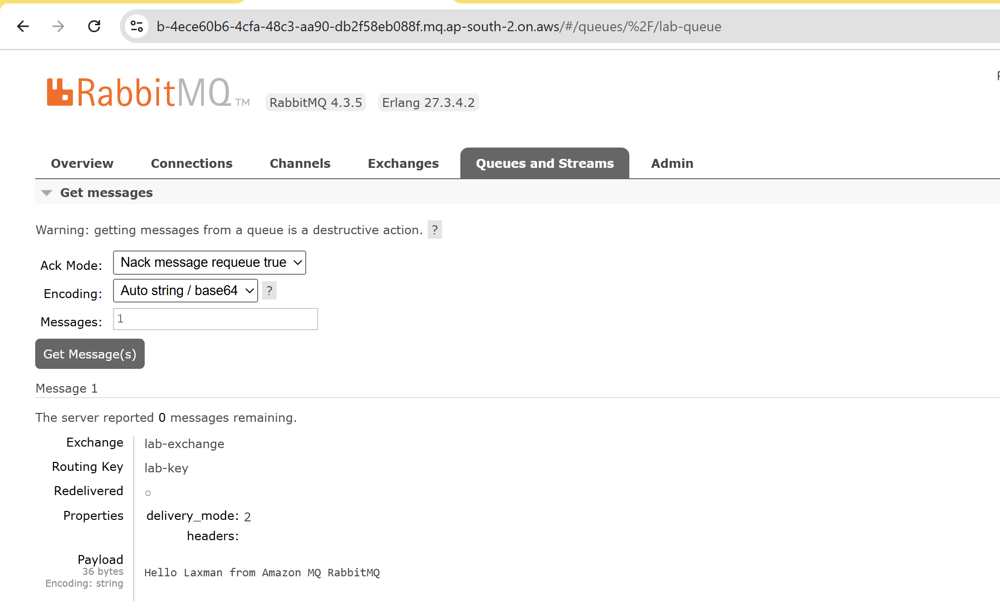 b-4ece60b6-4cfa-48c3-aa90-db2f58eb088f.mq.ap-south-2.on.aws/#/queues/%2F/lab-queue
RabbitMQ TM RabbitMQ 4.3.5 Erlang 27.3.4.2
Overview Connections Channels Exchanges Queues and Streams Admin
Get messages
Warning: getting messages from a queue is a destructive action. ?
Ack Mode: Nack message requeue true
Encoding: Auto string / base64 ?
Messages: 1
Get Message(s)
Message 1
The server reported 0 messages remaining.
Exchange lab-exchange
Routing Key lab-key
Redelivered ○
Properties delivery_mode: 2
headers:
Payload
36 bytes
Encoding: string
Hello Laxman from Amazon MQ RabbitMQ